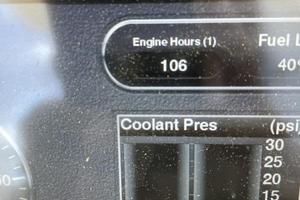 Engine Hours (1)
Fuel L
106
40%
Coolant Pres (psi
30
25
20
15